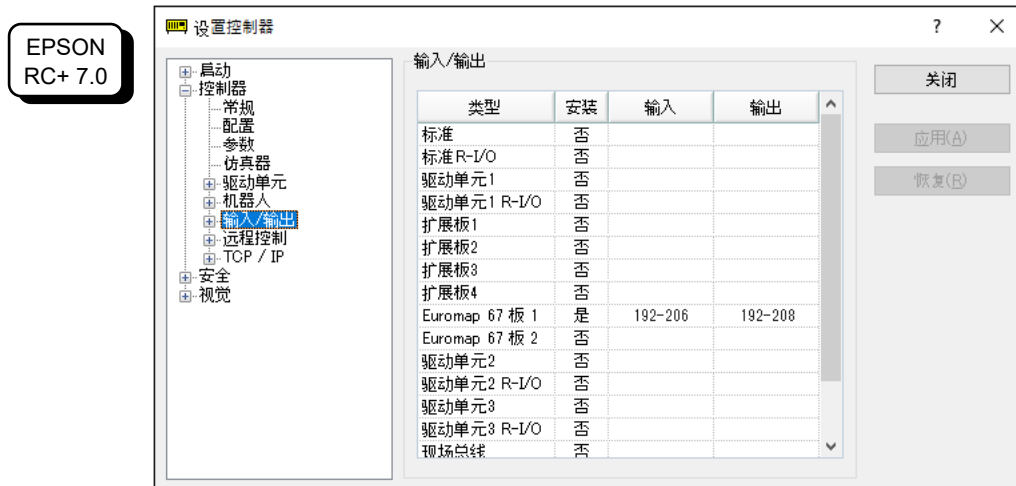 EPSON
RC+ 7.0
设置控制器
?
启动
控制器
常规
配置
参数
仿真器
驱动单元
机器人
输入/输出
远程控制
TCP / IP
安全
视觉
输入/输出
类型 安装 输入 输出
标准 否
标准R-I/O 否
驱动单元1 否
驱动单元1 R-I/O 否
扩展板1 否
扩展板2 否
扩展板3 否
扩展板4 否
Euromap 67 板 1 是 192-206 192-208
Euromap 67 板 2 否
驱动单元2 否
驱动单元2 R-I/O 否
驱动单元3 否
驱动单元3 R-I/O 否
现场总线 否
关闭
应用(A)
恢复(R)